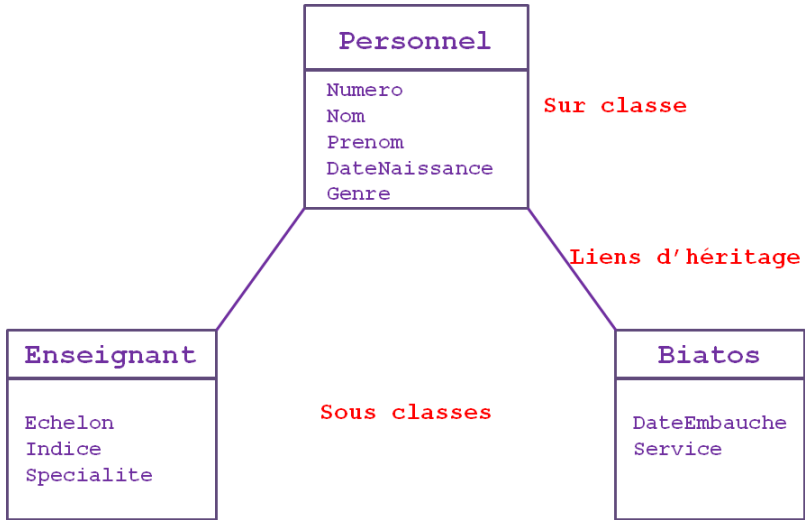 Personnel
Numero
Nom
Prenom
DateNaissance
Genre
Sur classe
Liens d'héritage
Enseignant
Echelon
Indice
Specialite
Sous classes
Biatos
DateEmbauche
Service